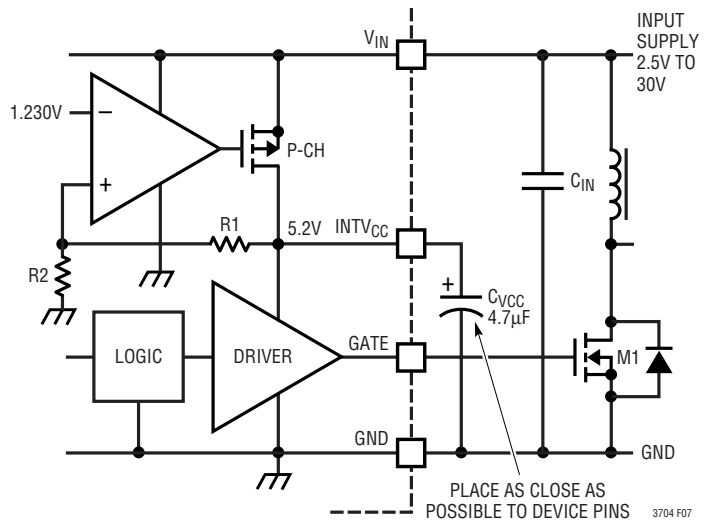 V_IN
INPUT
SUPPLY
2.5V TO
30V
1.230V
−
+
P-CH
C_IN
R1
5.2V
INTV_CC
R2
+
C_VCC
4.7µF
LOGIC
DRIVER
GATE
M1
GND
GND
PLACE AS CLOSE AS
POSSIBLE TO DEVICE PINS
3704 F07